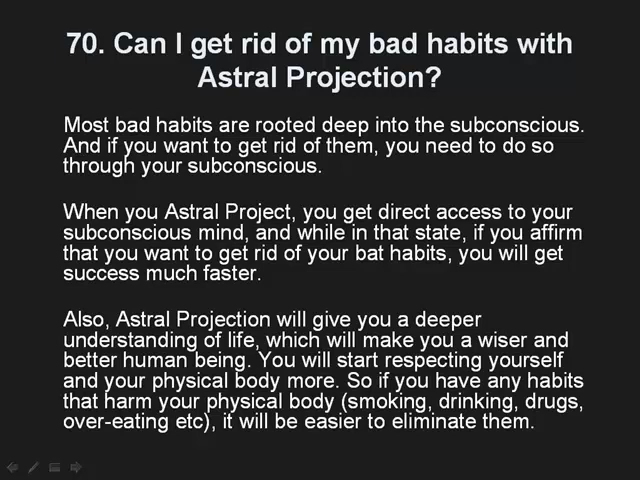 70. Can I get rid of my bad habits with
Astral Projection?
Most bad habits are rooted deep into the subconscious.
And if you want to get rid of them, you need to do so
through your subconscious.
When you Astral Project, you get direct access to your
subconscious mind, and while in that state, if you affirm
that you want to get rid of your bat habits, you will get
success much faster.
Also, Astral Projection will give you a deeper
understanding of life, which will make you a wiser and
better human being. You will start respecting yourself
and your physical body more. So if you have any habits
that harm your physical body (smoking, drinking, drugs,
over-eating etc), it will be easier to eliminate them.